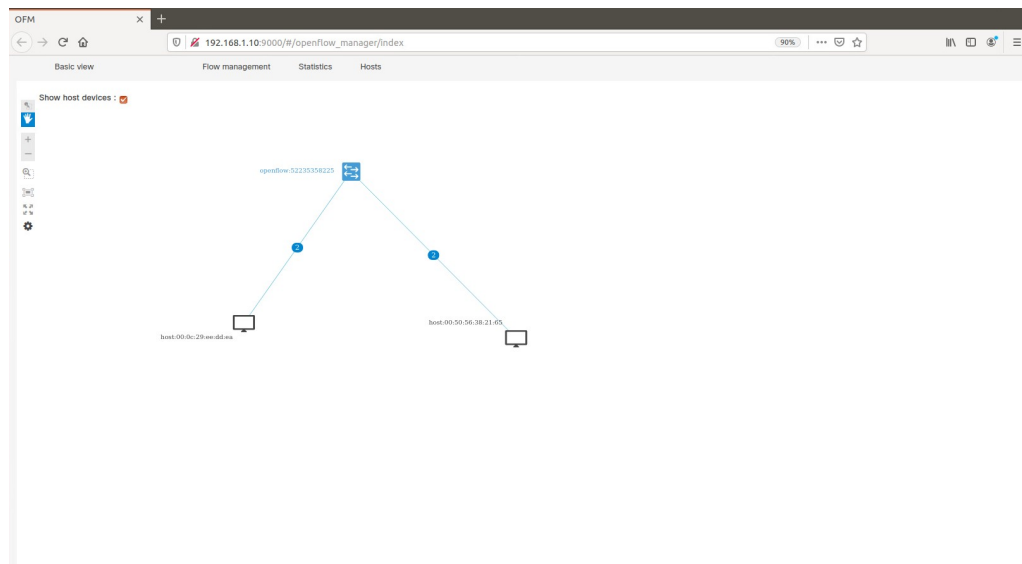 OFM
192.168.1.10:9000/#/openflow_manager/index
90%
Basic view Flow management Statistics Hosts
Show host devices :
openflow:52235358225
2
2
host:00:50:56:38:21:65
host:00:0c:29:ee:dd:ea